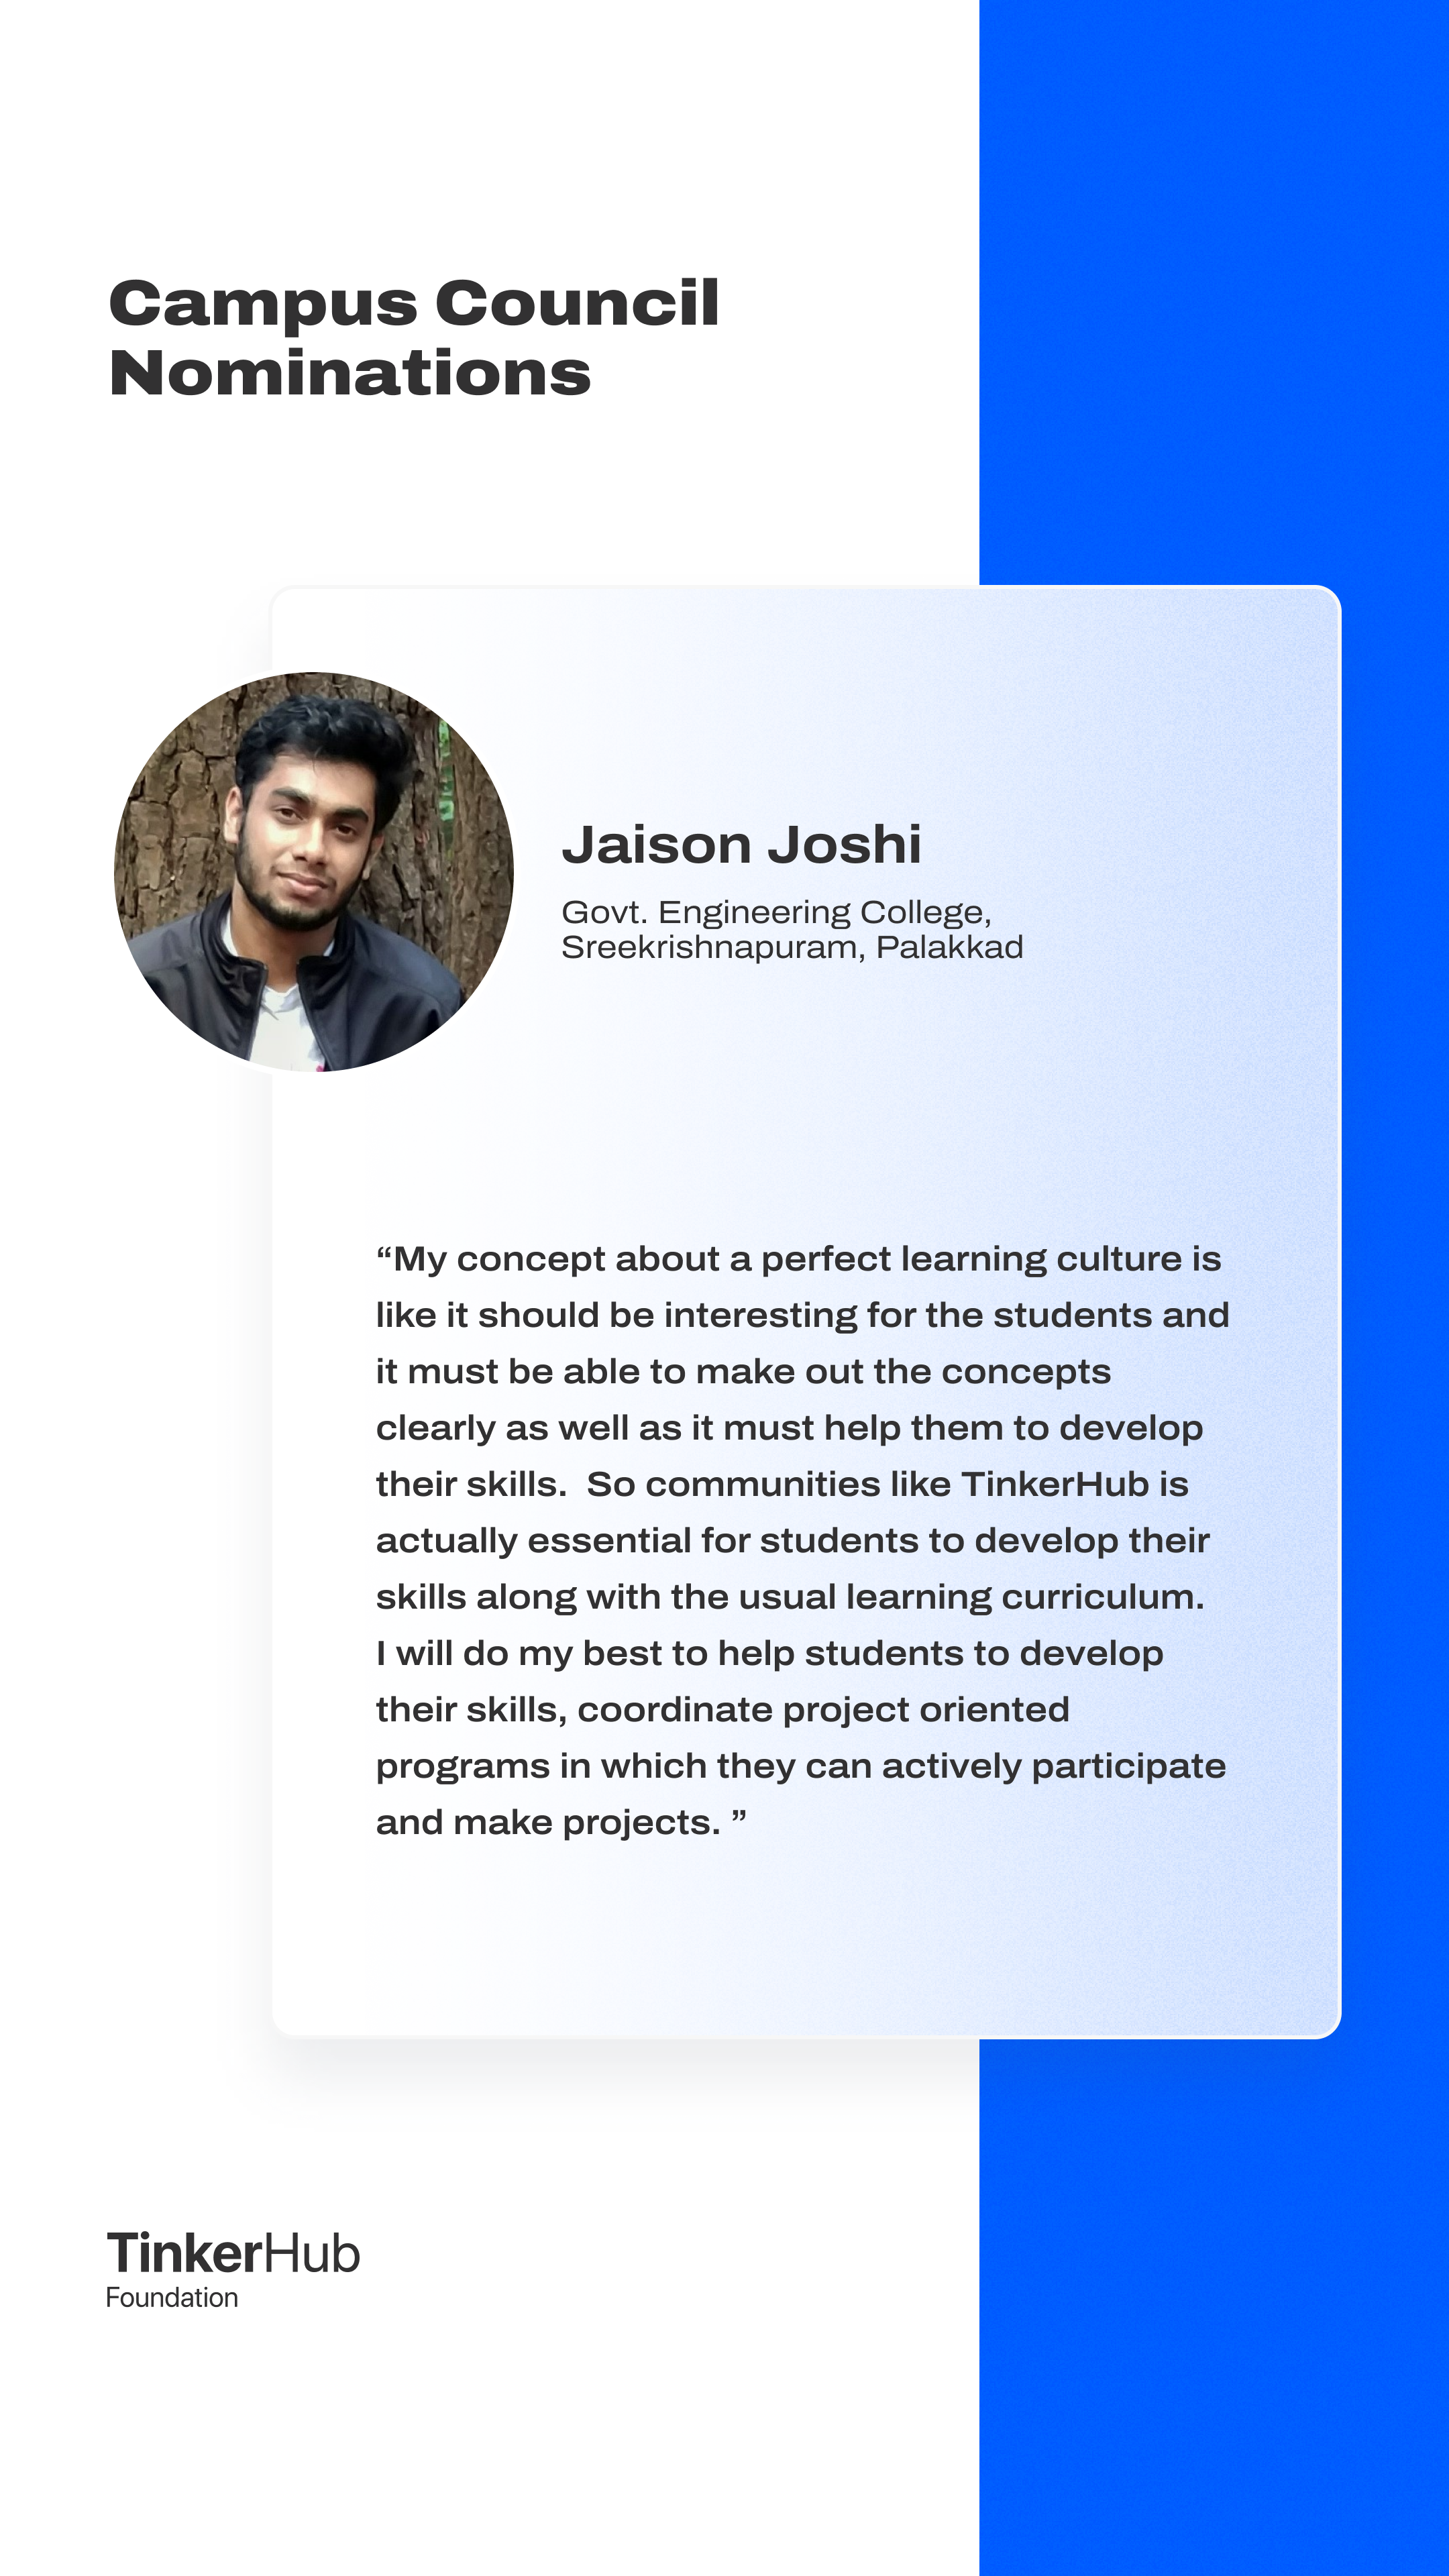 Campus Council
Nominations
Jaison Joshi
Govt. Engineering College,
Sreekrishnapuram, Palakkad
“My concept about a perfect learning culture is
like it should be interesting for the students and
it must be able to make out the concepts
clearly as well as it must help them to develop
their skills.  So communities like TinkerHub is
actually essential for students to develop their
skills along with the usual learning curriculum.
I will do my best to help students to develop
their skills, coordinate project oriented
programs in which they can actively participate
and make projects. ”
TinkerHub
Foundation